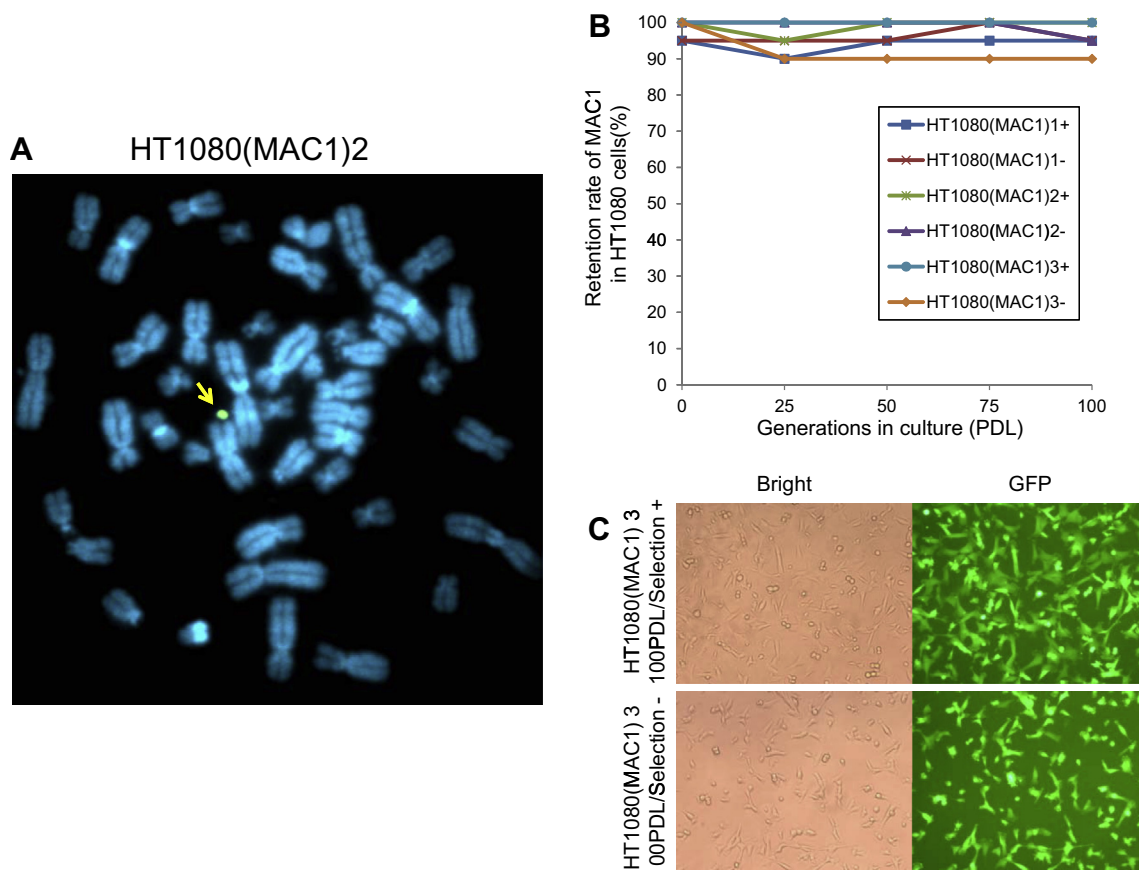 A
HT1080(MAC1)2
B
Retention rate of MAC1
in HT1080 cells(%)
100
90
80
70
60
50
40
30
20
10
0
0 25 50 75 100
Generations in culture (PDL)
HT1080(MAC1)1+
HT1080(MAC1)1-
HT1080(MAC1)2+
HT1080(MAC1)2-
HT1080(MAC1)3+
HT1080(MAC1)3-
C
Bright GFP
HT1080(MAC1) 3
100PDL/Selection +
HT1080(MAC1) 3
00PDL/Selection -